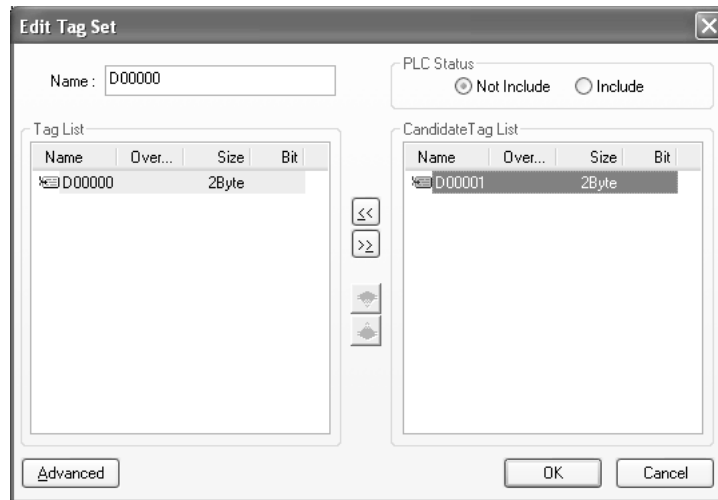 Edit Tag Set
Name : D00000
PLC Status
Not Include Include
Tag List
Name Over... Size Bit
D00000 2Byte
<<
>>
CandidateTag List
Name Over... Size Bit
D00001 2Byte
Advanced
OK Cancel